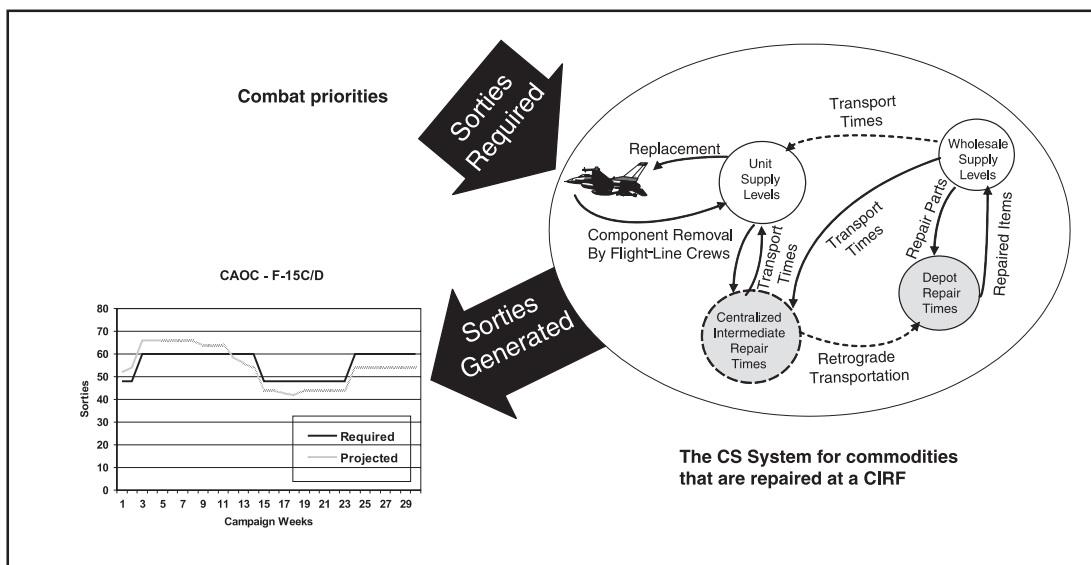 Combat priorities
Sorties
Required
Transport
Times
Replacement
Unit
Supply
Levels
Wholesale
Supply
Levels
Component Removal
By Flight-Line Crews
Transport
Times
Transport
Times
Repair Parts
Repaired Items
Depot
Repair
Times
Centralized
Intermediate
Repair
Times
Retrograde
Transportation
Sorties
Generated
The CS System for commodities
that are repaired at a CIRF
CAOC - F-15C/D
80
70
60
50
40
30
20
10
0
Sorties
Required
Projected
1 3 5 7 9 11 13 15 17 19 21 23 25 27 29
Campaign Weeks